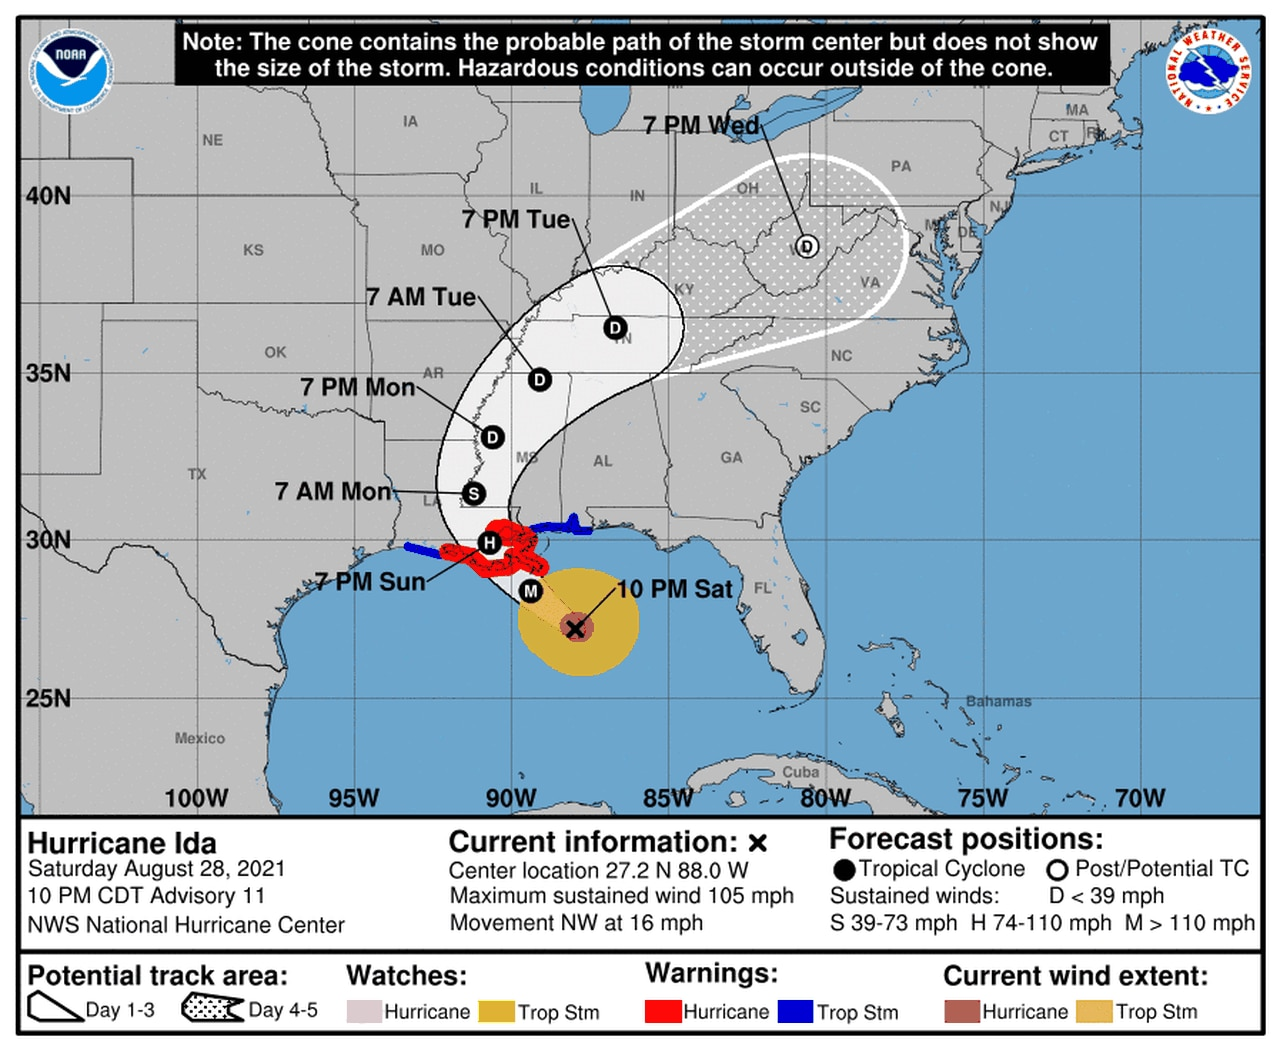 Note: The cone contains the probable path of the storm center but does not show
the size of the storm. Hazardous conditions can occur outside of the cone.
NOAA
NATIONAL WEATHER SERVICE
7 PM Wed
MA
CT
IA
NE
PA
OH
IL
IN
40N
NJ
DE
7 PM Tue
KS
MO
VA
KY
7 AM Tue
TN
OK
NC
35N
AR
7 PM Mon
SC
TX
MS
AL
GA
7 AM Mon
LA
30N
7 PM Sun
10 PM Sat
FL
D
D
D
D
S
H
M
25N
Bahamas
Mexico
Cuba
100W 95W 90W 85W 80W 75W 70W
Hurricane Ida
Saturday August 28, 2021
10 PM CDT Advisory 11
NWS National Hurricane Center
Current information: x
Center location 27.2 N 88.0 W
Maximum sustained wind 105 mph
Movement NW at 16 mph
Forecast positions:
Tropical Cyclone Post/Potential TC
Sustained winds: D < 39 mph
S 39-73 mph H 74-110 mph M > 110 mph
Potential track area:
Day 1-3 Day 4-5
Watches:
Hurricane Trop Stm
Warnings:
Hurricane Trop Stm
Current wind extent:
Hurricane Trop Stm